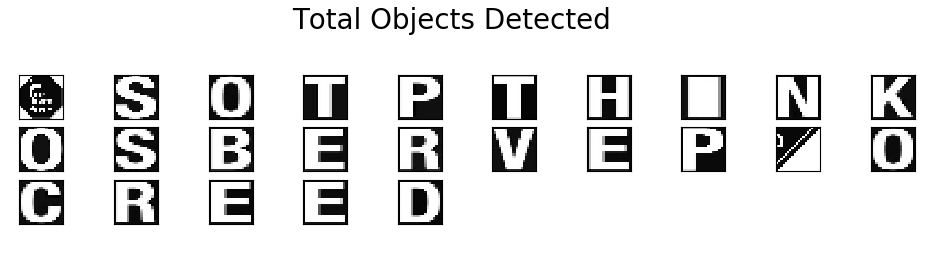 Total Objects Detected
S O T P T H I N K
O S B E R V E P O
C R E E D